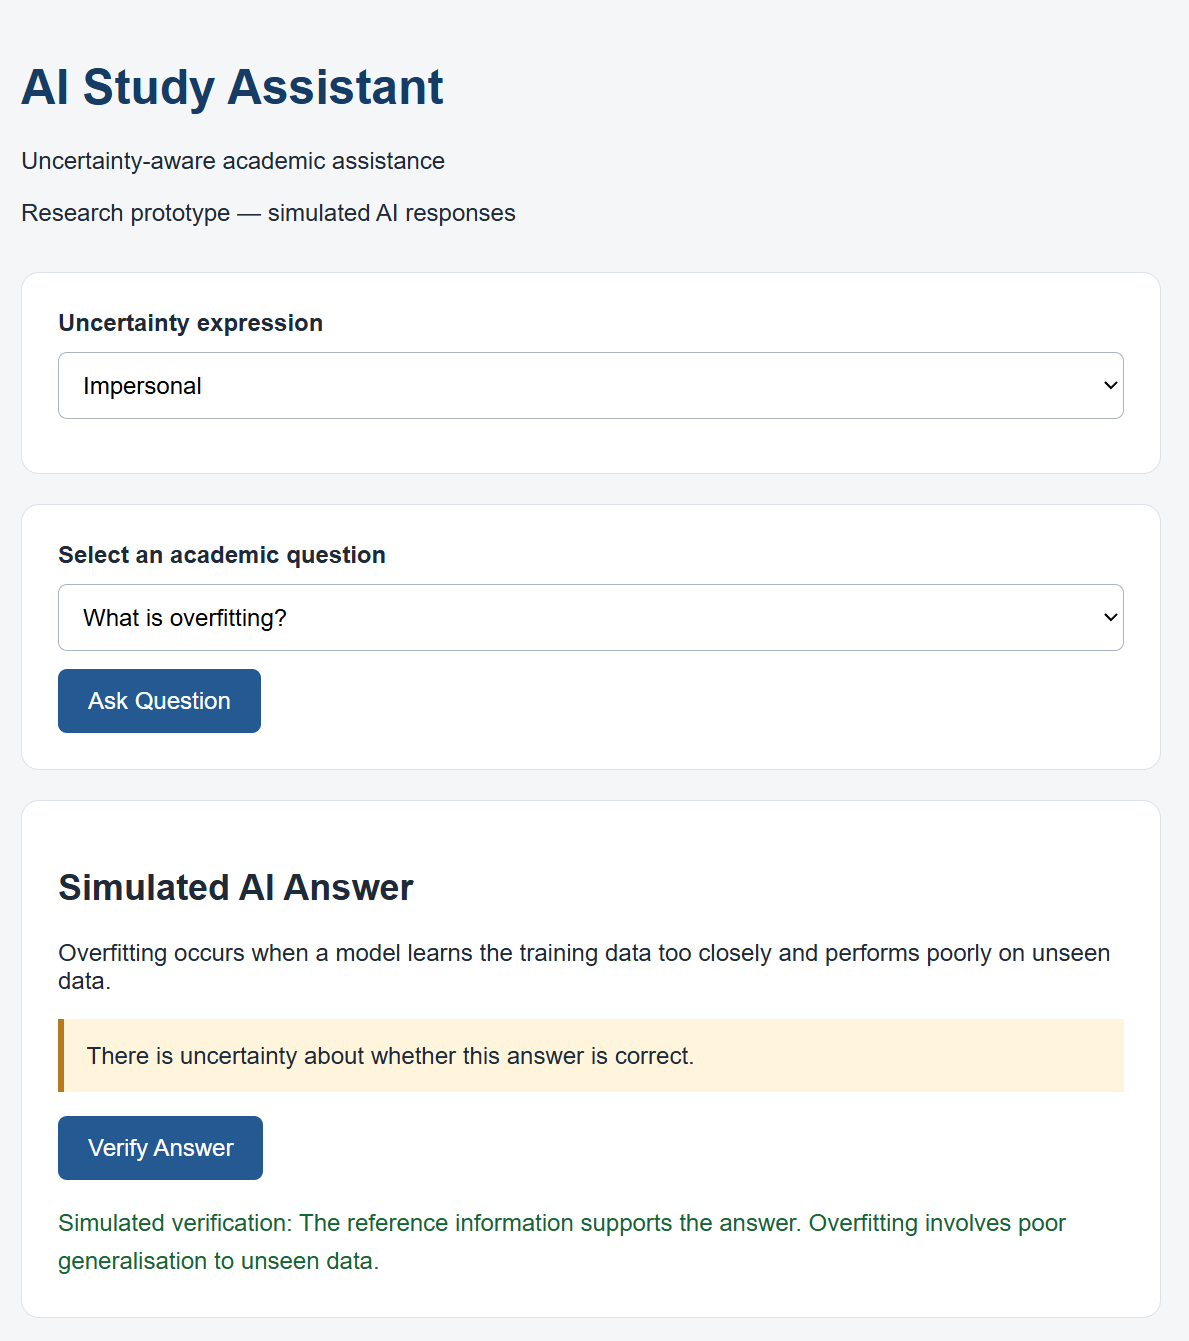 AI Study Assistant
Uncertainty-aware academic assistance
Research prototype — simulated AI responses
Uncertainty expression
Impersonal
Select an academic question
What is overfitting?
Ask Question
Simulated AI Answer
Overfitting occurs when a model learns the training data too closely and performs poorly on unseen
data.
There is uncertainty about whether this answer is correct.
Verify Answer
Simulated verification: The reference information supports the answer. Overfitting involves poor
generalisation to unseen data.